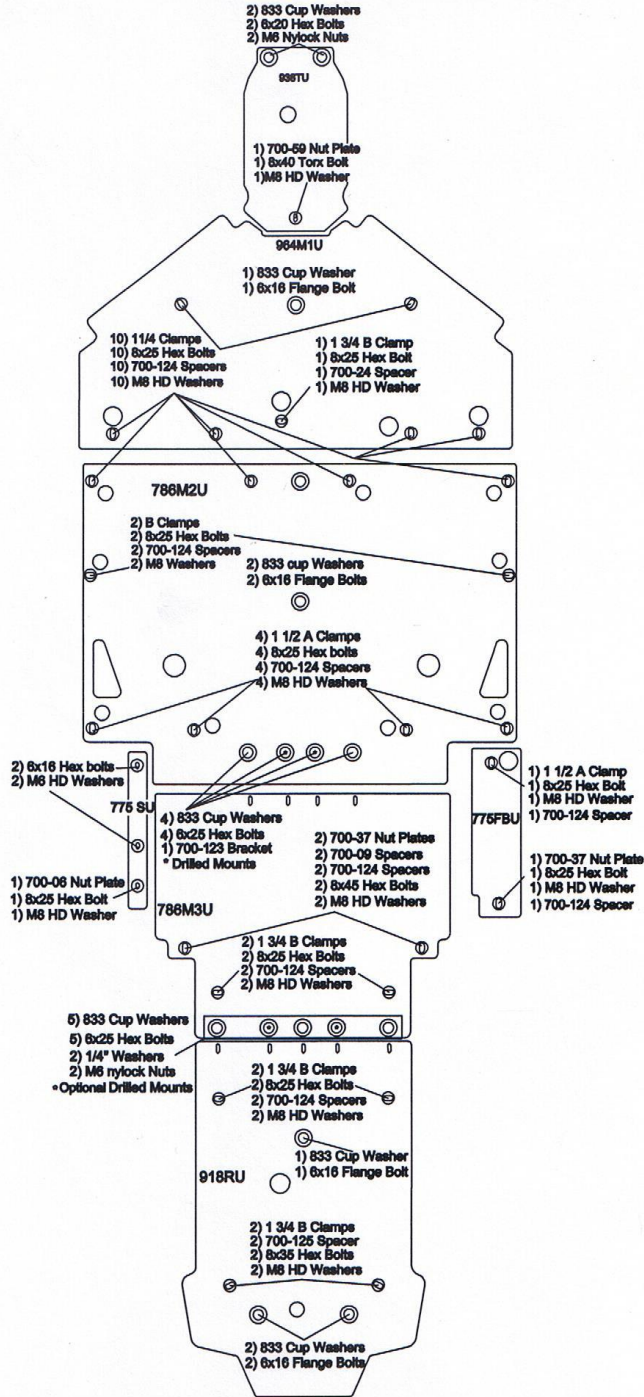 2) 833 Cup Washers
2) 6x20 Hex Bolts
2) M6 Nylock Nuts
936TU
1) 700-59 Nut Plate
1) 8x40 Torx Bolt
1)M8 HD Washer
964M1U
1) 833 Cup Washer
1) 6x16 Flange Bolt
10) 11/4 Clamps
10) 8x25 Hex Bolts
10) 700-124 Spacers
10) M8 HD Washers
1) 1 3/4 B Clamp
1) 8x25 Hex Bolt
1) 700-24 Spacer
1) M8 HD Washer
786M2U
2) B Clamps
2) 8x25 Hex Bolts
2) 700-124 Spacers
2) M8 Washers
2) 833 cup Washers
2) 6x16 Flange Bolts
4) 1 1/2 A Clamps
4) 8x25 Hex bolts
4) 700-124 Spacers
4) M8 HD Washers
2) 6x16 Hex bolts
2) M6 HD Washers
775 SU
1) 700-06 Nut Plate
1) 8x25 Hex Bolt
1) M8 HD Washer
4) 833 Cup Washers
4) 6x25 Hex Bolts
1) 700-123 Bracket
* Drilled Mounts
786M3U
2) 700-37 Nut Plates
2) 700-09 Spacers
2) 700-124 Spacers
2) 8x45 Hex Bolts
2) M8 HD Washers
775FBU
1) 1 1/2 A Clamp
1) 8x25 Hex Bolt
1) M8 HD Washer
1) 700-124 Spacer
1) 700-37 Nut Plate
1) 8x25 Hex Bolt
1) M8 HD Washer
1) 700-124 Spacer
2) 1 3/4 B Clamps
2) 8x25 Hex Bolts
2) 700-124 Spacers
2) M8 HD Washers
5) 833 Cup Washers
5) 6x25 Hex Bolts
2) 1/4" Washers
2) M6 nylock Nuts
*Optional Drilled Mounts
2) 1 3/4 B Clamps
2) 8x25 Hex Bolts
2) 700-124 Spacers
2) M8 HD Washers
1) 833 Cup Washer
1) 6x16 Flange Bolt
918RU
2) 1 3/4 B Clamps
2) 700-125 Spacer
2) 8x35 Hex Bolts
2) M8 HD Washers
2) 833 Cup Washers
2) 6x16 Flange Bolts